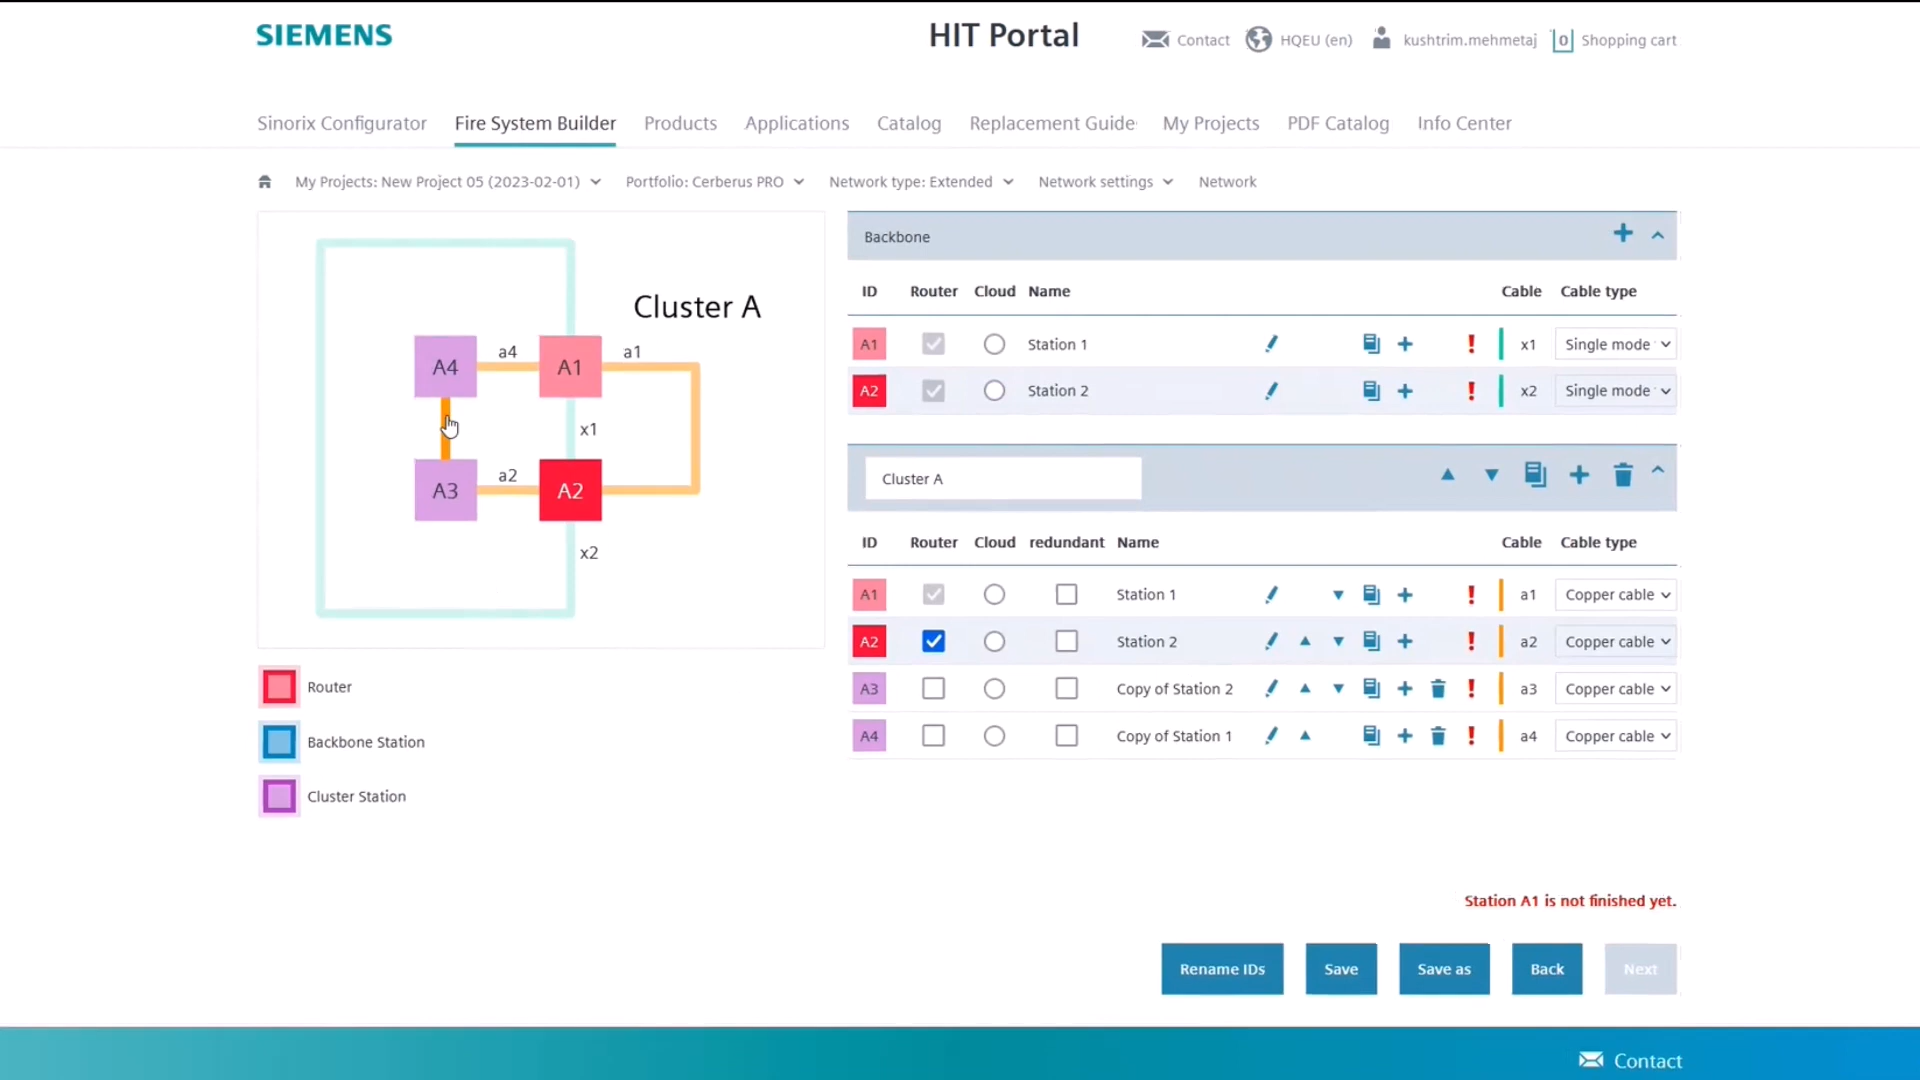 SIEMENS
HIT Portal
Contact
HQEU (en)
kushtrim.mehmetaj
0
Shopping cart
Sinorix Configurator
Fire System Builder
Products
Applications
Catalog
Replacement Guide
My Projects
PDF Catalog
Info Center
My Projects: New Project 05 (2023-02-01)
Portfolio: Cerberus PRO
Network type: Extended
Network settings
Network
Cluster A
A4
a4
A1
a1
x1
A3
a2
A2
x2
Router
Backbone Station
Cluster Station
Backbone
ID Router Cloud Name Cable Cable type
A1 Station 1 x1 Single mode
A2 Station 2 x2 Single mode
Cluster A
ID Router Cloud redundant Name Cable Cable type
A1 Station 1 a1 Copper cable
A2 Station 2 a2 Copper cable
A3 Copy of Station 2 a3 Copper cable
A4 Copy of Station 1 a4 Copper cable
Station A1 is not finished yet.
Rename IDs
Save
Save as
Back
Next
Contact